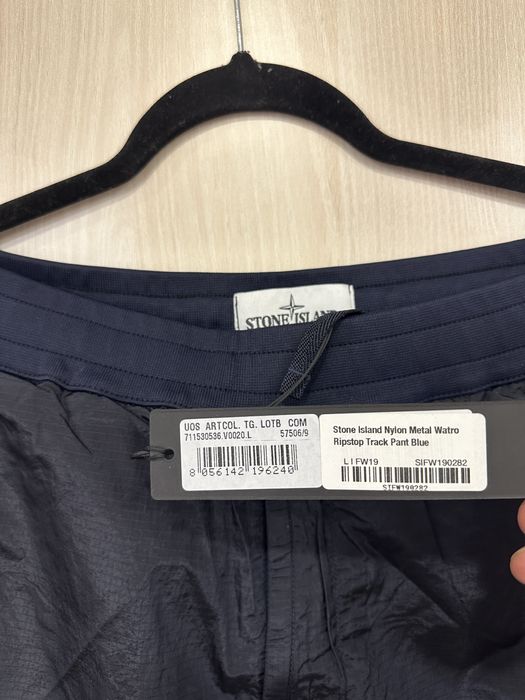 STONE ISLAND
UOS ARTCOL. TG. LOTB COM
711530536.V0020.L 57506/9
8 056142 196240
Stone Island Nylon Metal Watro
Ripstop Track Pant Blue
L I FW19 SIFW190282
SIFW190282